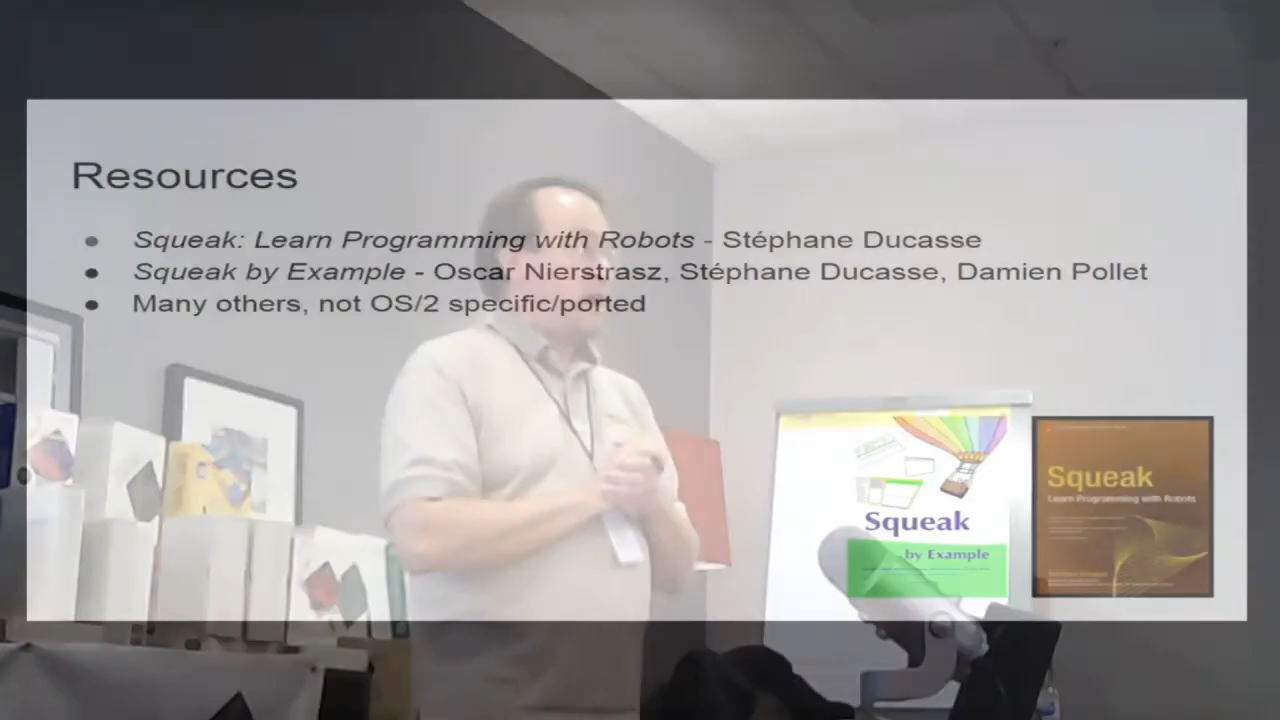 Resources
● Squeak: Learn Programming with Robots - Stéphane Ducasse
● Squeak by Example - Oscar Nierstrasz, Stéphane Ducasse, Damien Pollet
● Many others, not OS/2 specific/ported
Squeak
by Example
Squeak
Learn Programming with Robots